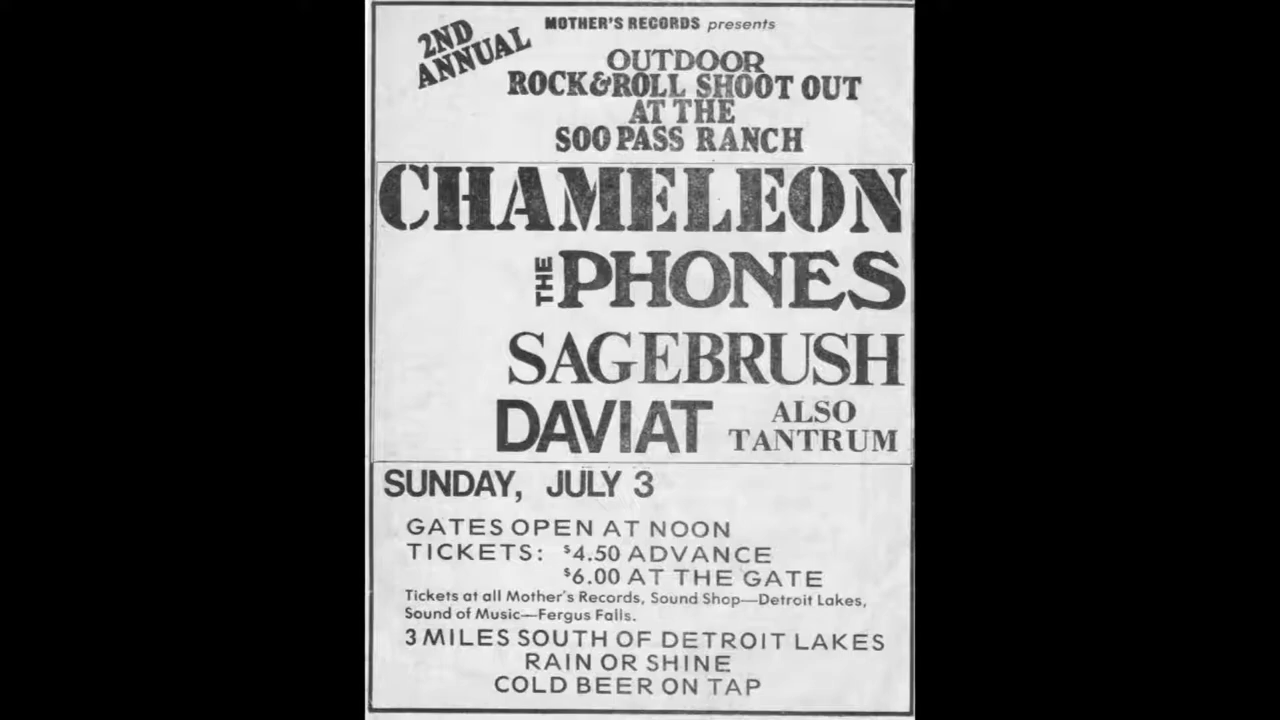 2ND
ANNUAL
MOTHER'S RECORDS presents
OUTDOOR
ROCK&ROLL SHOOT OUT
AT THE
SOO PASS RANCH
CHAMELEON
THE PHONES
SAGEBRUSH
DAVIAT ALSO
TANTRUM
SUNDAY, JULY 3
GATES OPEN AT NOON
TICKETS: $4.50 ADVANCE
$6.00 AT THE GATE
Tickets at all Mother's Records, Sound Shop—Detroit Lakes,
Sound of Music—Fergus Falls.
3 MILES SOUTH OF DETROIT LAKES
RAIN OR SHINE
COLD BEER ON TAP